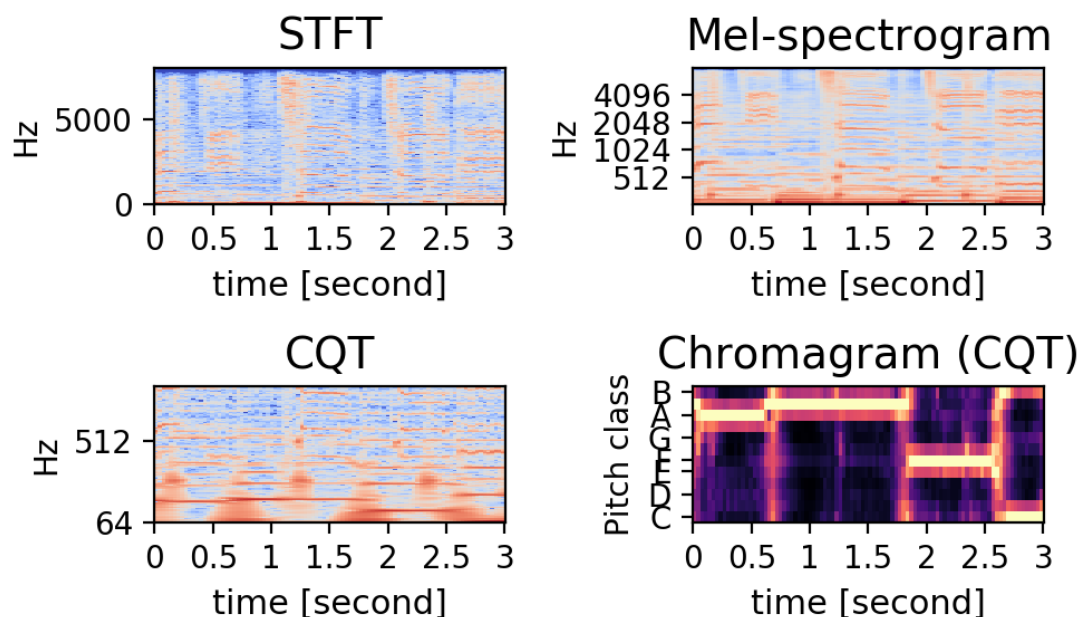 STFT
Hz
5000
0
0 0.5 1 1.5 2 2.5 3
time [second]
Mel-spectrogram
Hz
4096
2048
1024
512
0 0.5 1 1.5 2 2.5 3
time [second]
CQT
Hz
512
64
0 0.5 1 1.5 2 2.5 3
time [second]
Chromagram (CQT)
Pitch class
B
A
G
F
E
D
C
0 0.5 1 1.5 2 2.5 3
time [second]